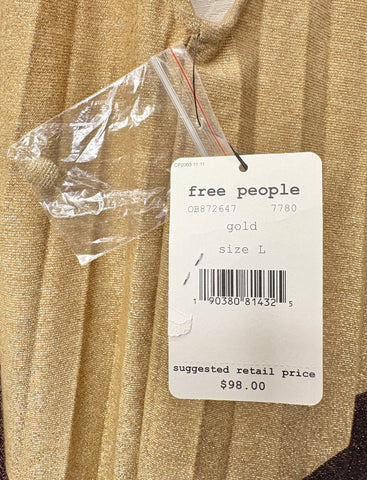 CP2003 11 11
free people
OB872647 7780
gold
size L
1 90380 81432 5
suggested retail price
$98.00